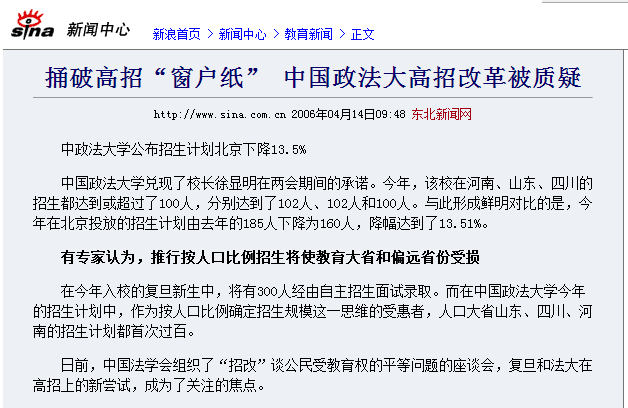 sina 新闻中心 新浪首页 > 新闻中心 > 教育新闻 > 正文
捅破高招“窗户纸” 中国政法大高招改革被质疑
http://www.sina.com.cn 2006年04月14日09:48 东北新闻网
中政法大学公布招生计划北京下降13.5%
中国政法大学兑现了校长徐显明在两会期间的承诺。今年，该校在河南、山东、四川的
招生都达到或超过了100人，分别达到了102人、102人和100人。与此形成鲜明对比的是，今
年在北京投放的招生计划由去年的185人下降为160人，降幅达到了13.51%。
有专家认为，推行按人口比例招生将使教育大省和偏远省份受损
在今年入校的复旦新生中，将有300人经由自主招生面试录取。而在中国政法大学今年
的招生计划中，作为按人口比例确定招生规模这一思维的受惠者，人口大省山东、四川、河
南的招生计划都首次过百。
日前，中国法学会组织了“招改”谈公民受教育权的平等问题的座谈会，复旦和法大在
高招上的新尝试，成为了关注的焦点。